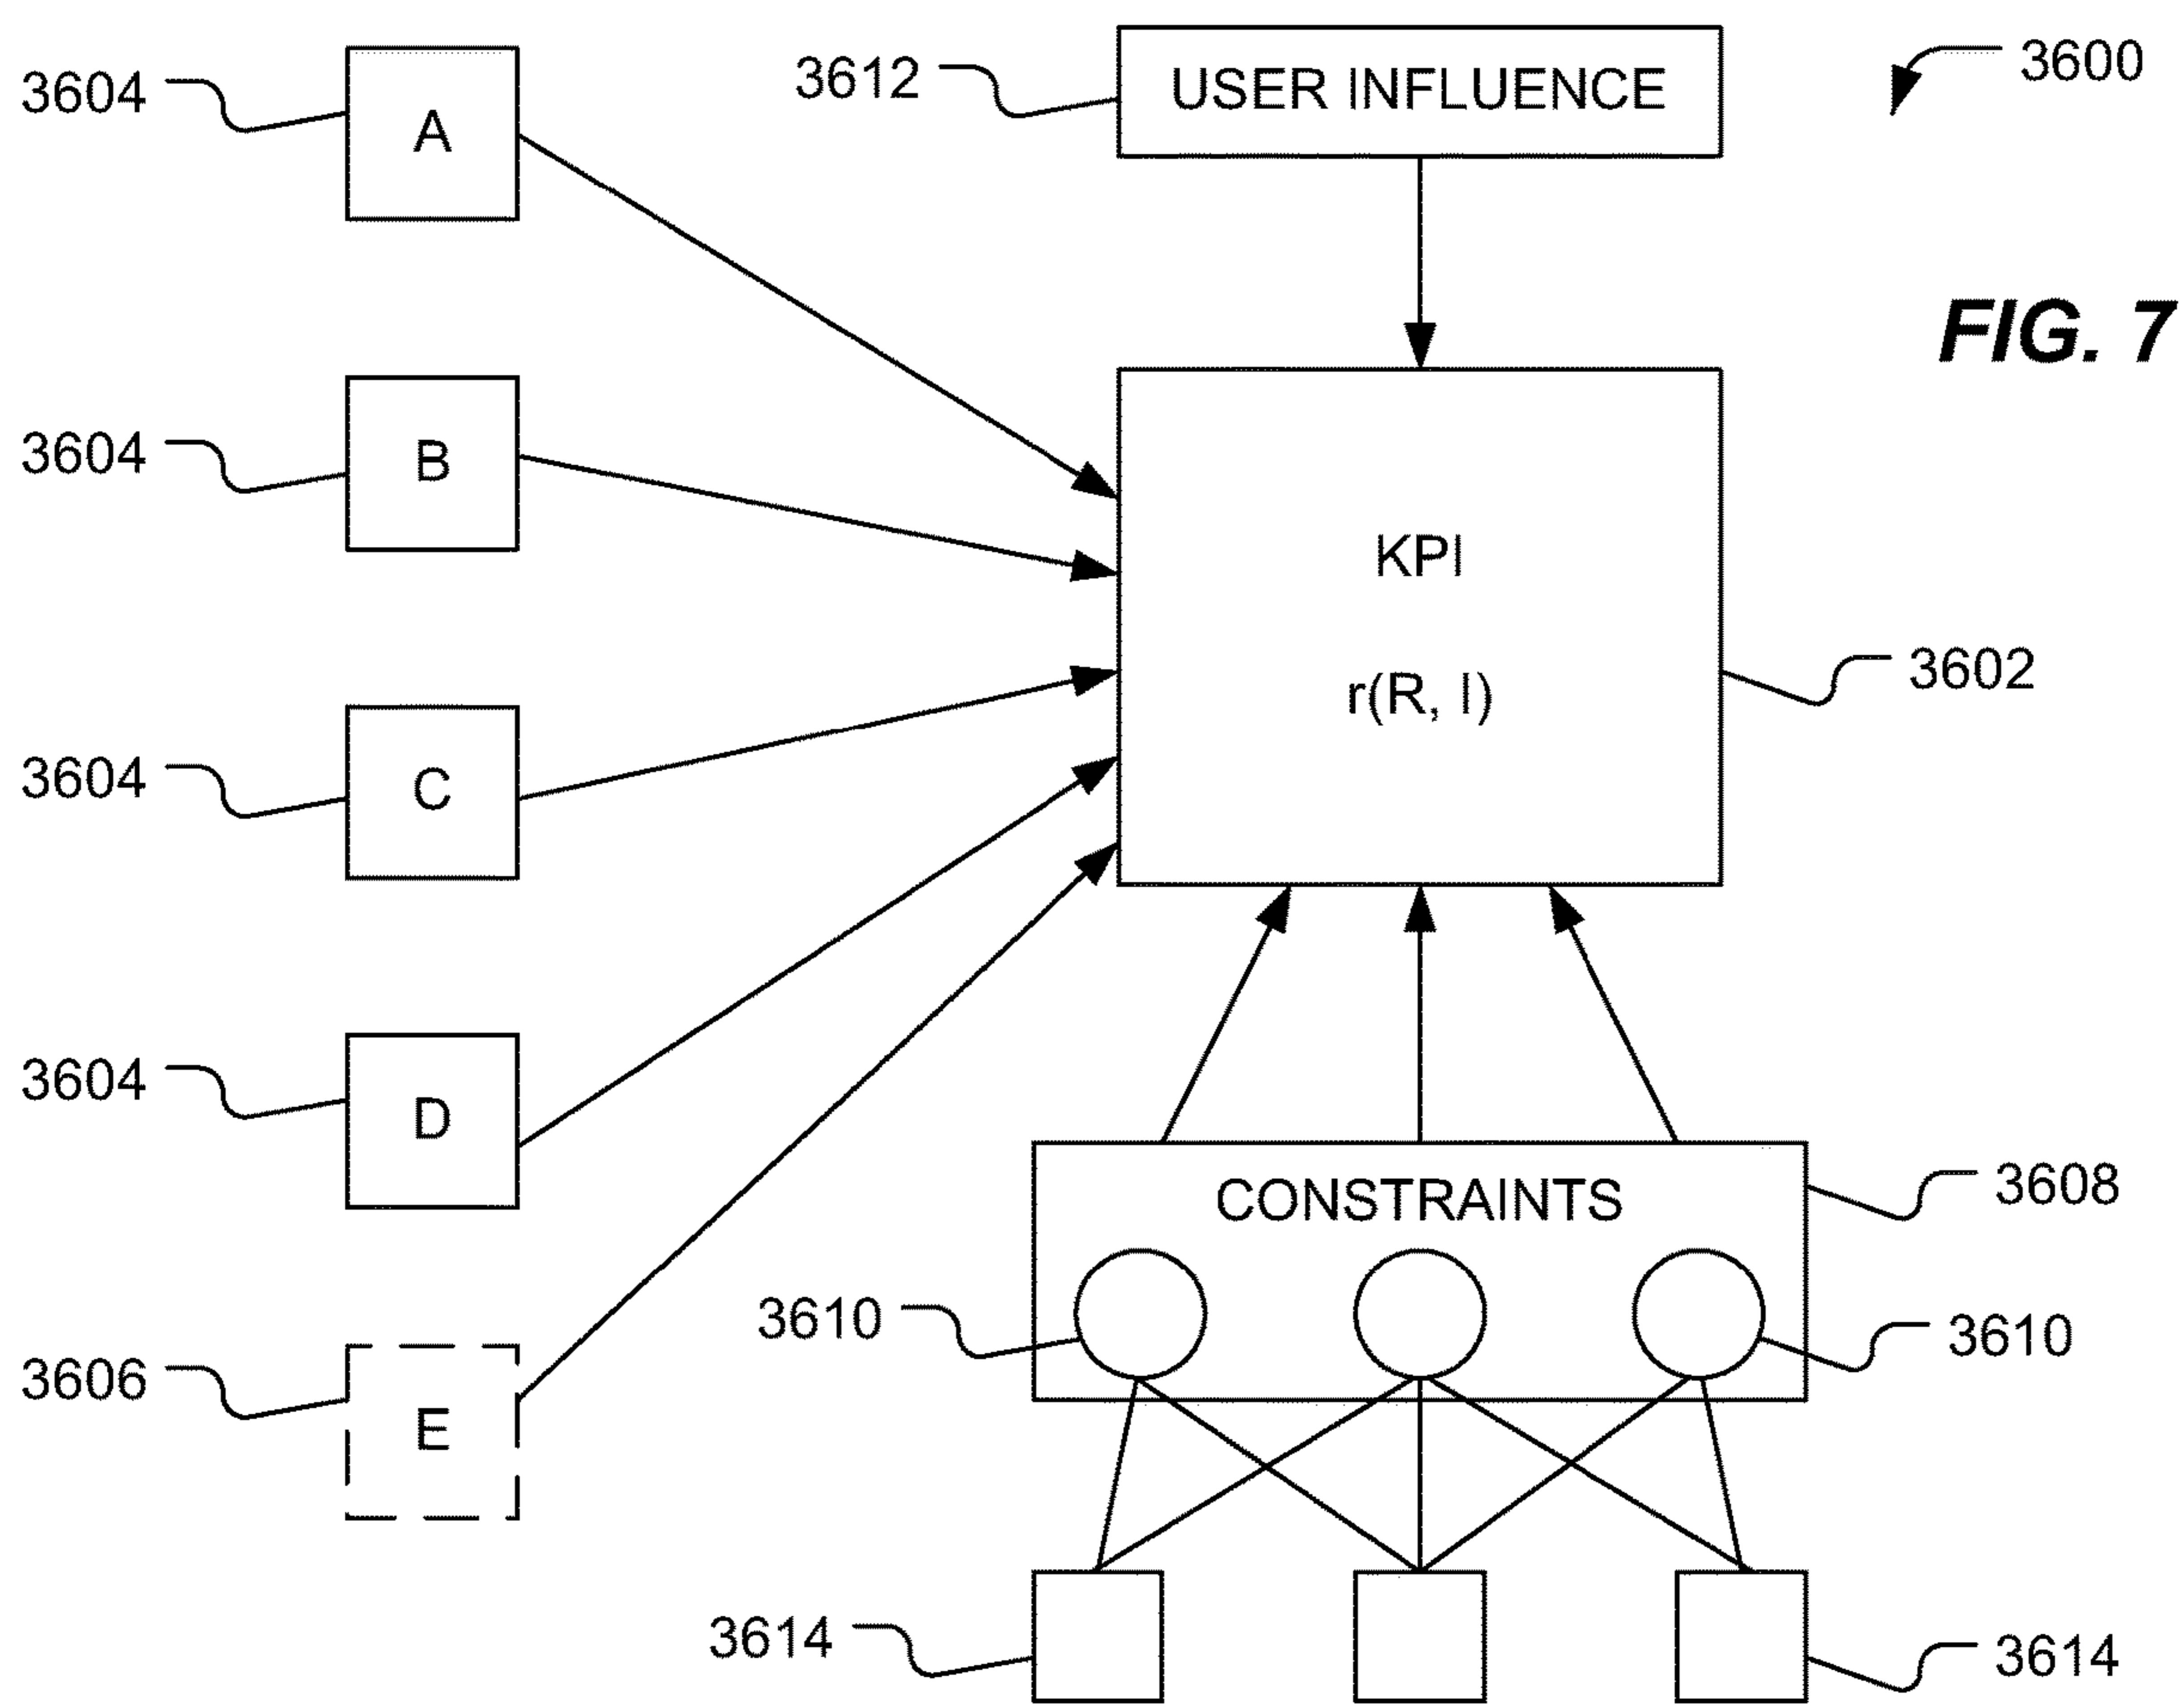 3604
A
3612
USER INFLUENCE
3600
FIG. 7
3604
B
KPI
r(R, I)
3602
3604
C
3604
D
CONSTRAINTS
3608
3610
3610
3606
E
3614
3614